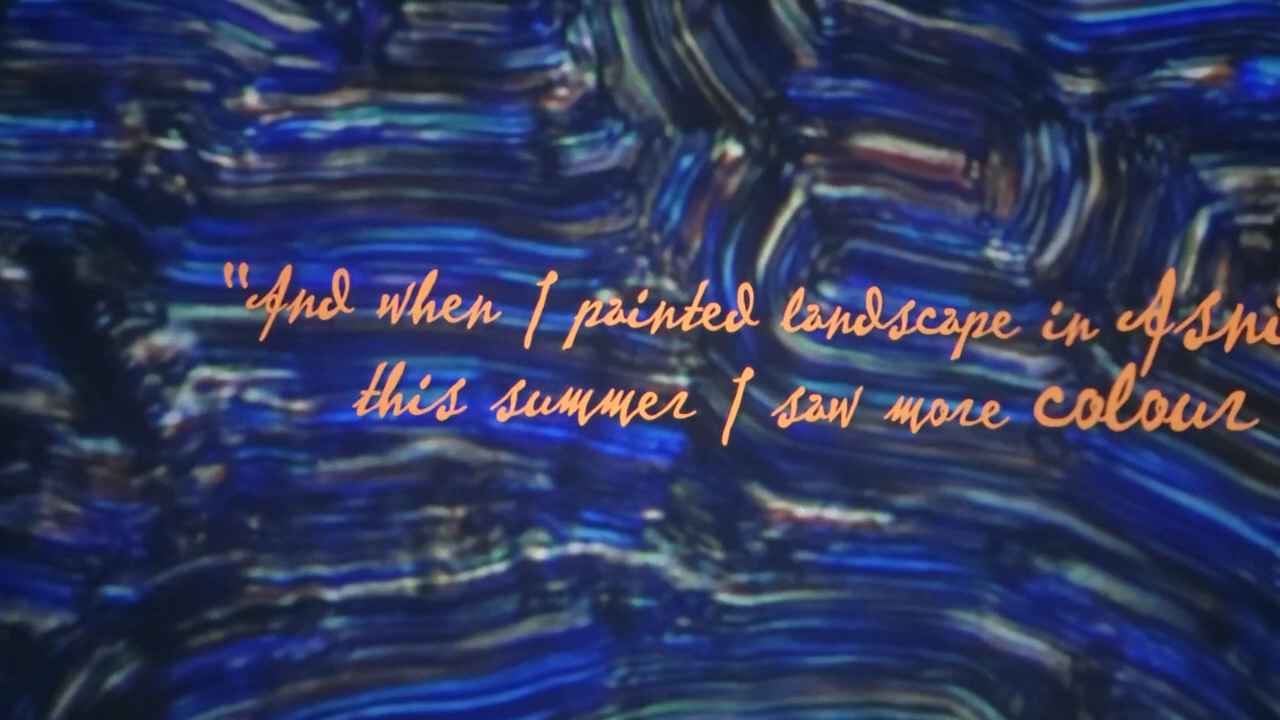 "And when I painted landscape in
this summer I saw more colour